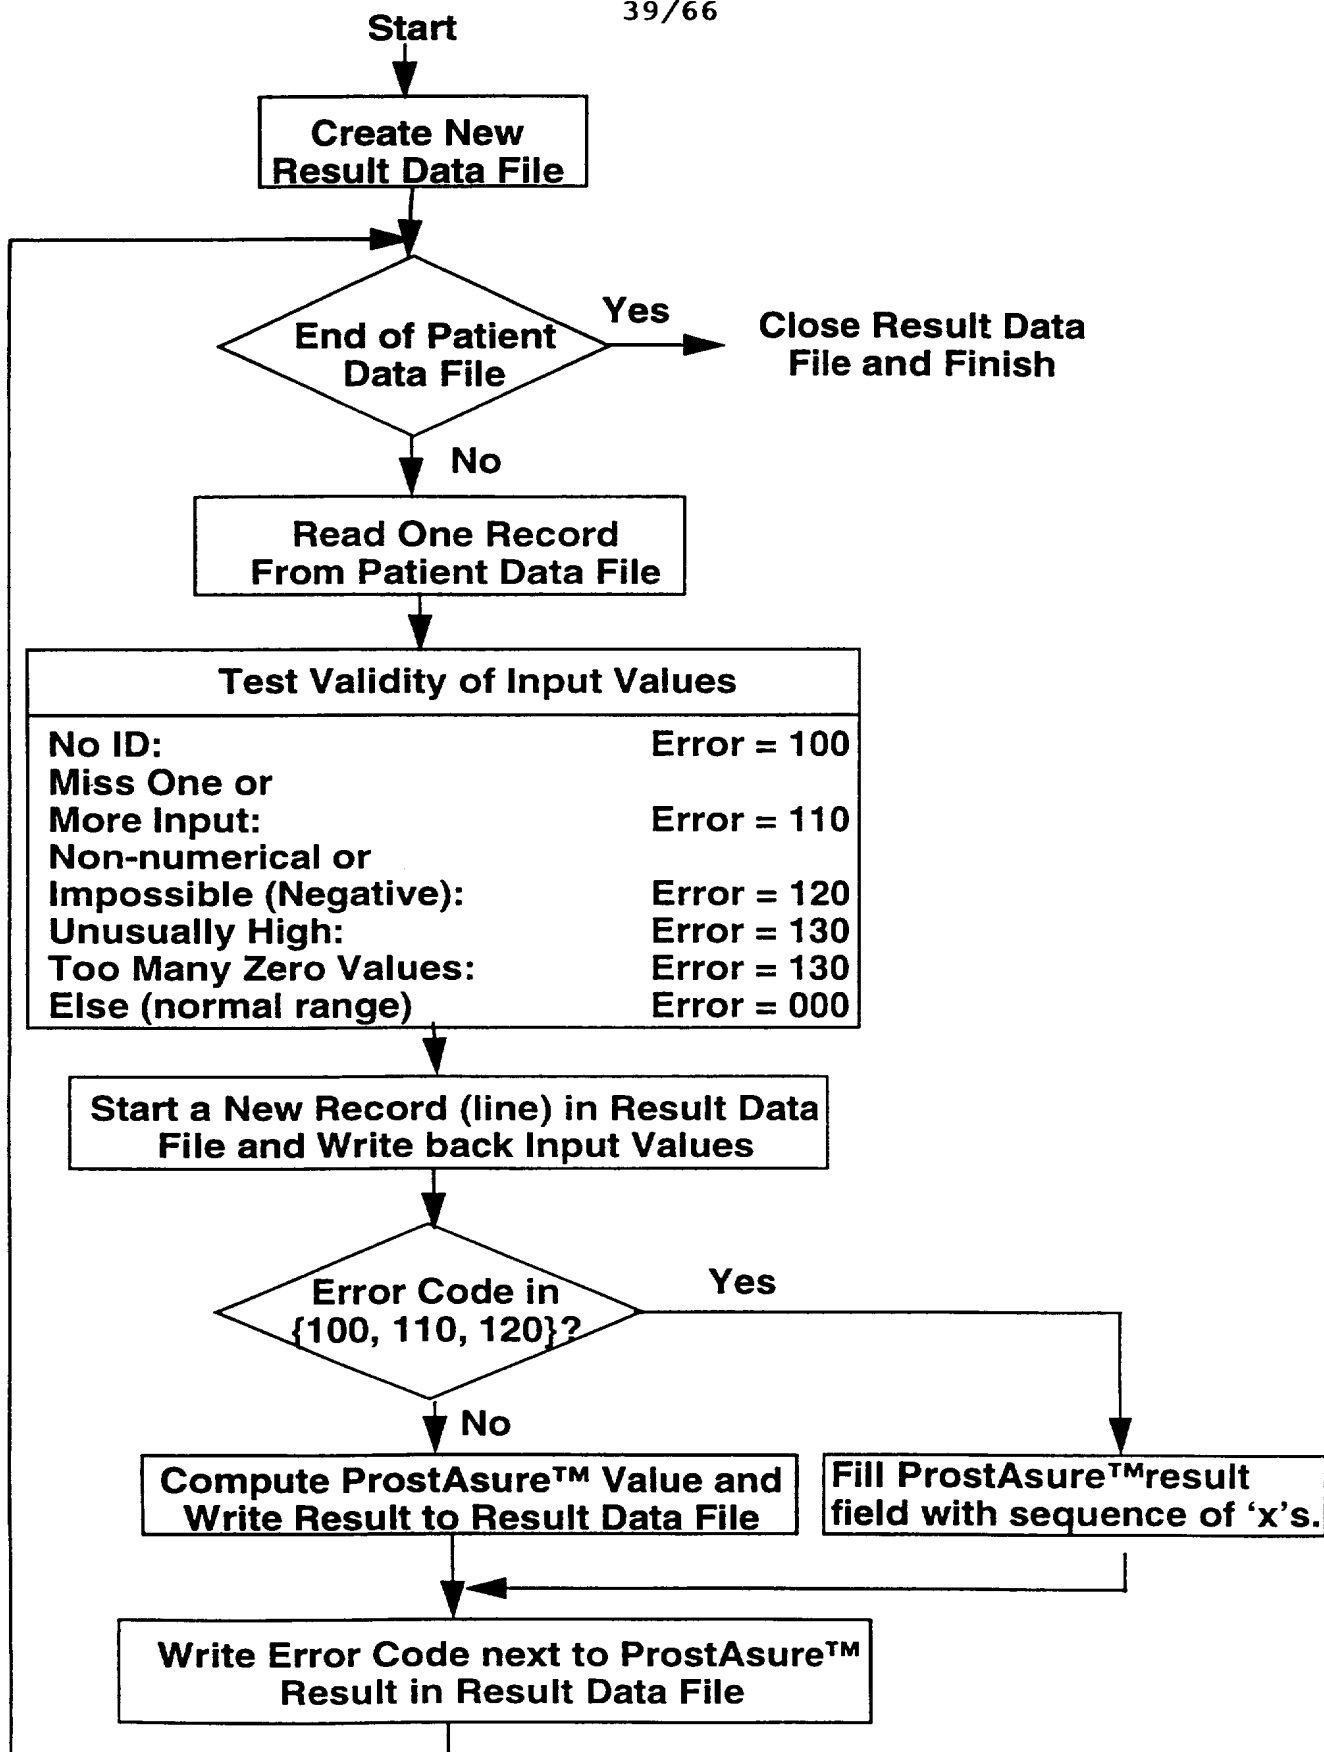 39/66
Start
Create New
Result Data File
End of Patient
Data File
Yes
Close Result Data
File and Finish
No
Read One Record
From Patient Data File
Test Validity of Input Values
No ID: Error = 100
Miss One or
More Input: Error = 110
Non-numerical or
Impossible (Negative): Error = 120
Unusually High: Error = 130
Too Many Zero Values: Error = 130
Else (normal range) Error = 000
Start a New Record (line) in Result Data
File and Write back Input Values
Error Code in
{100, 110, 120}?
Yes
No
Compute ProstAsure™ Value and
Write Result to Result Data File
Fill ProstAsure™result
field with sequence of ‘x’s.
Write Error Code next to ProstAsure™
Result in Result Data File